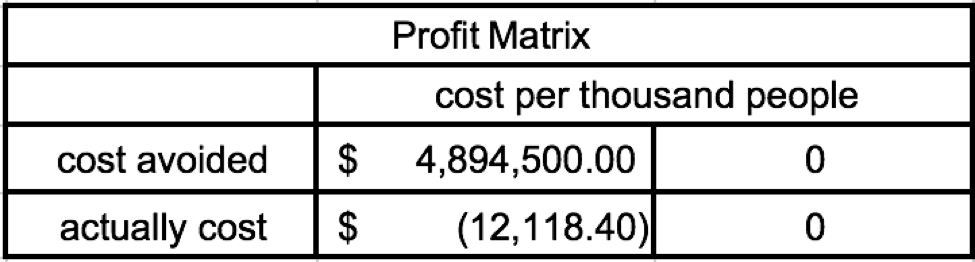 Profit Matrix
cost per thousand people
cost avoided $ 4,894,500.00 0
actually cost $ (12,118.40) 0